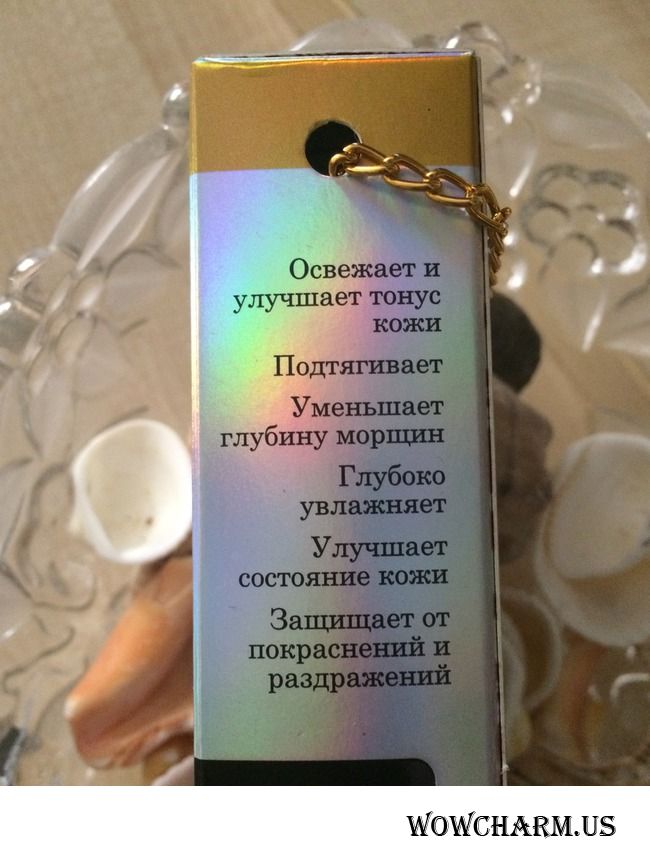 Освежает и
улучшает тонус
кожи
Подтягивает
Уменьшает
глубину морщин
Глубоко
увлажняет
Улучшает
состояние кожи
Защищает от
покраснений и
раздражений
WOWCHARM.US